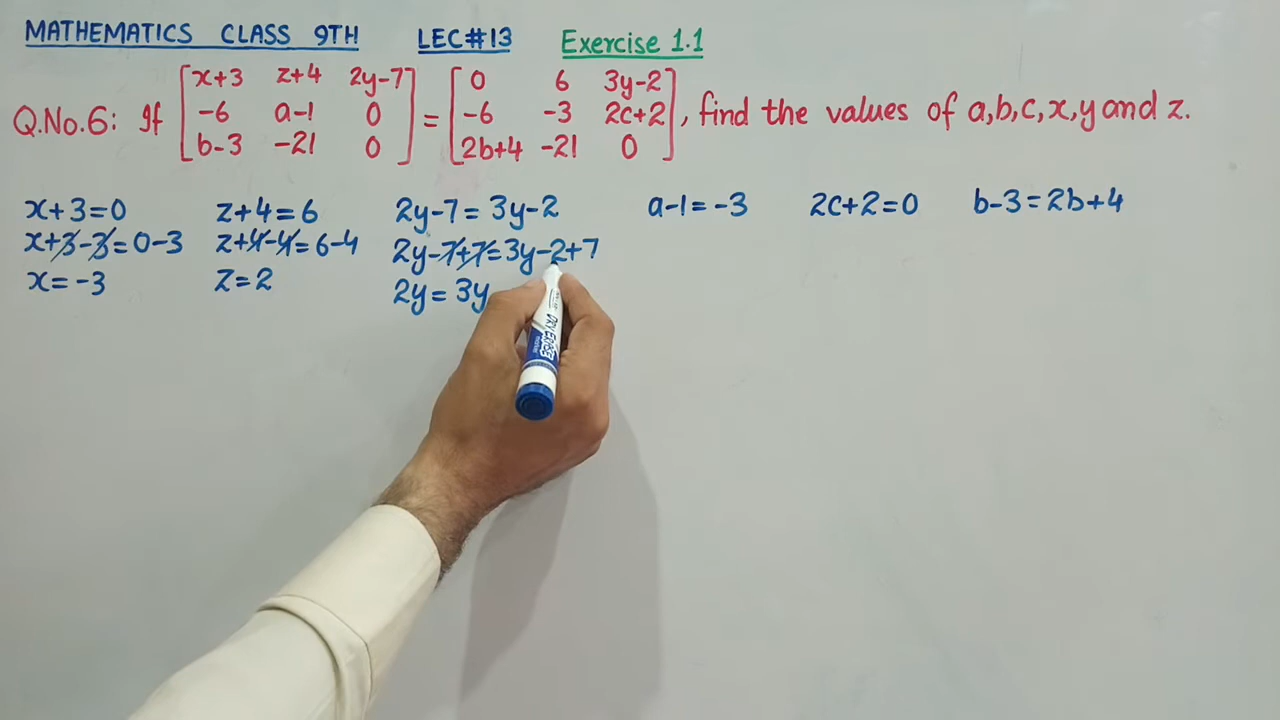 MATHEMATICS CLASS 9TH LEC#13 Exercise 1.1
Q.No.6: If [x+3 z+4 2y-7 = [0 6 3y-2
-6 a-1 0 -6 -3 2c+2
b-3 -21 0] 2b+4 -21 0], find the values of a,b,c,x,y and z.
x+3=0 z+4=6 2y-7=3y-2 a-1=-3 2c+2=0 b-3=2b+4
x+3-3=0-3 z+4-4=6-4 2y-7+7=3y-2+7
x=-3 z=2 2y=3y
DRY ERASE